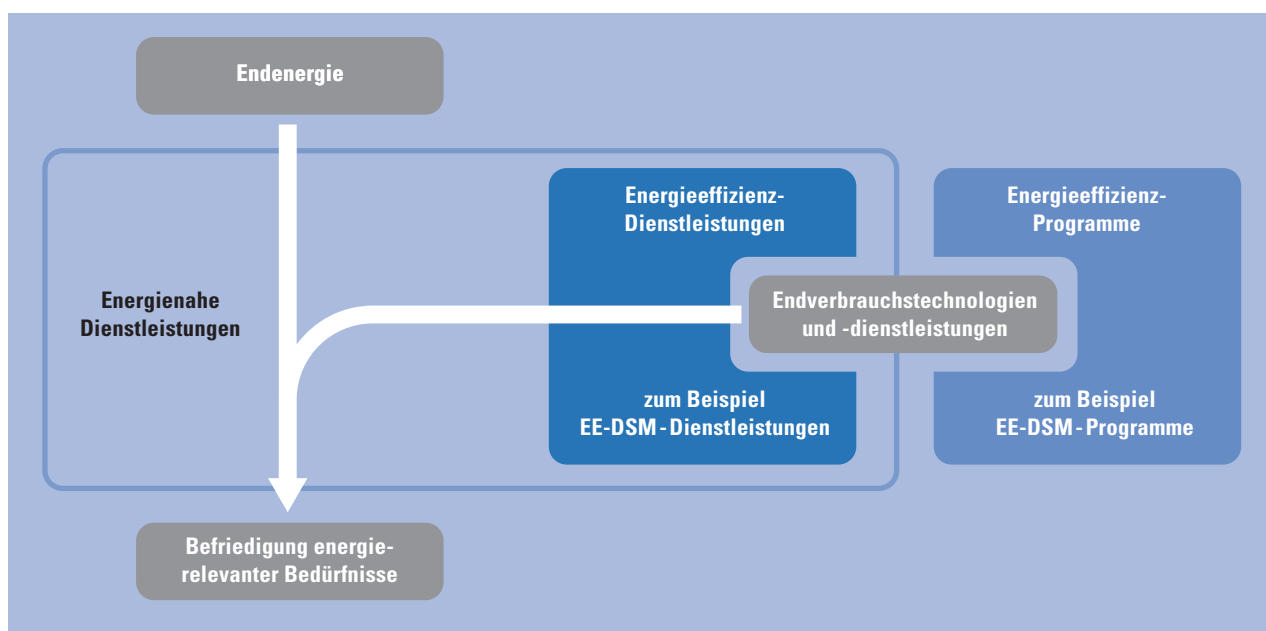 Endenergie
Energieeffizienz-
Dienstleistungen
Energieeffizienz-
Programme
Energienahe
Dienstleistungen
Endverbrauchstechnologien
und -dienstleistungen
zum Beispiel
EE-DSM-Dienstleistungen
zum Beispiel
EE-DSM-Programme
Befriedigung energie-
relevanter Bedürfnisse